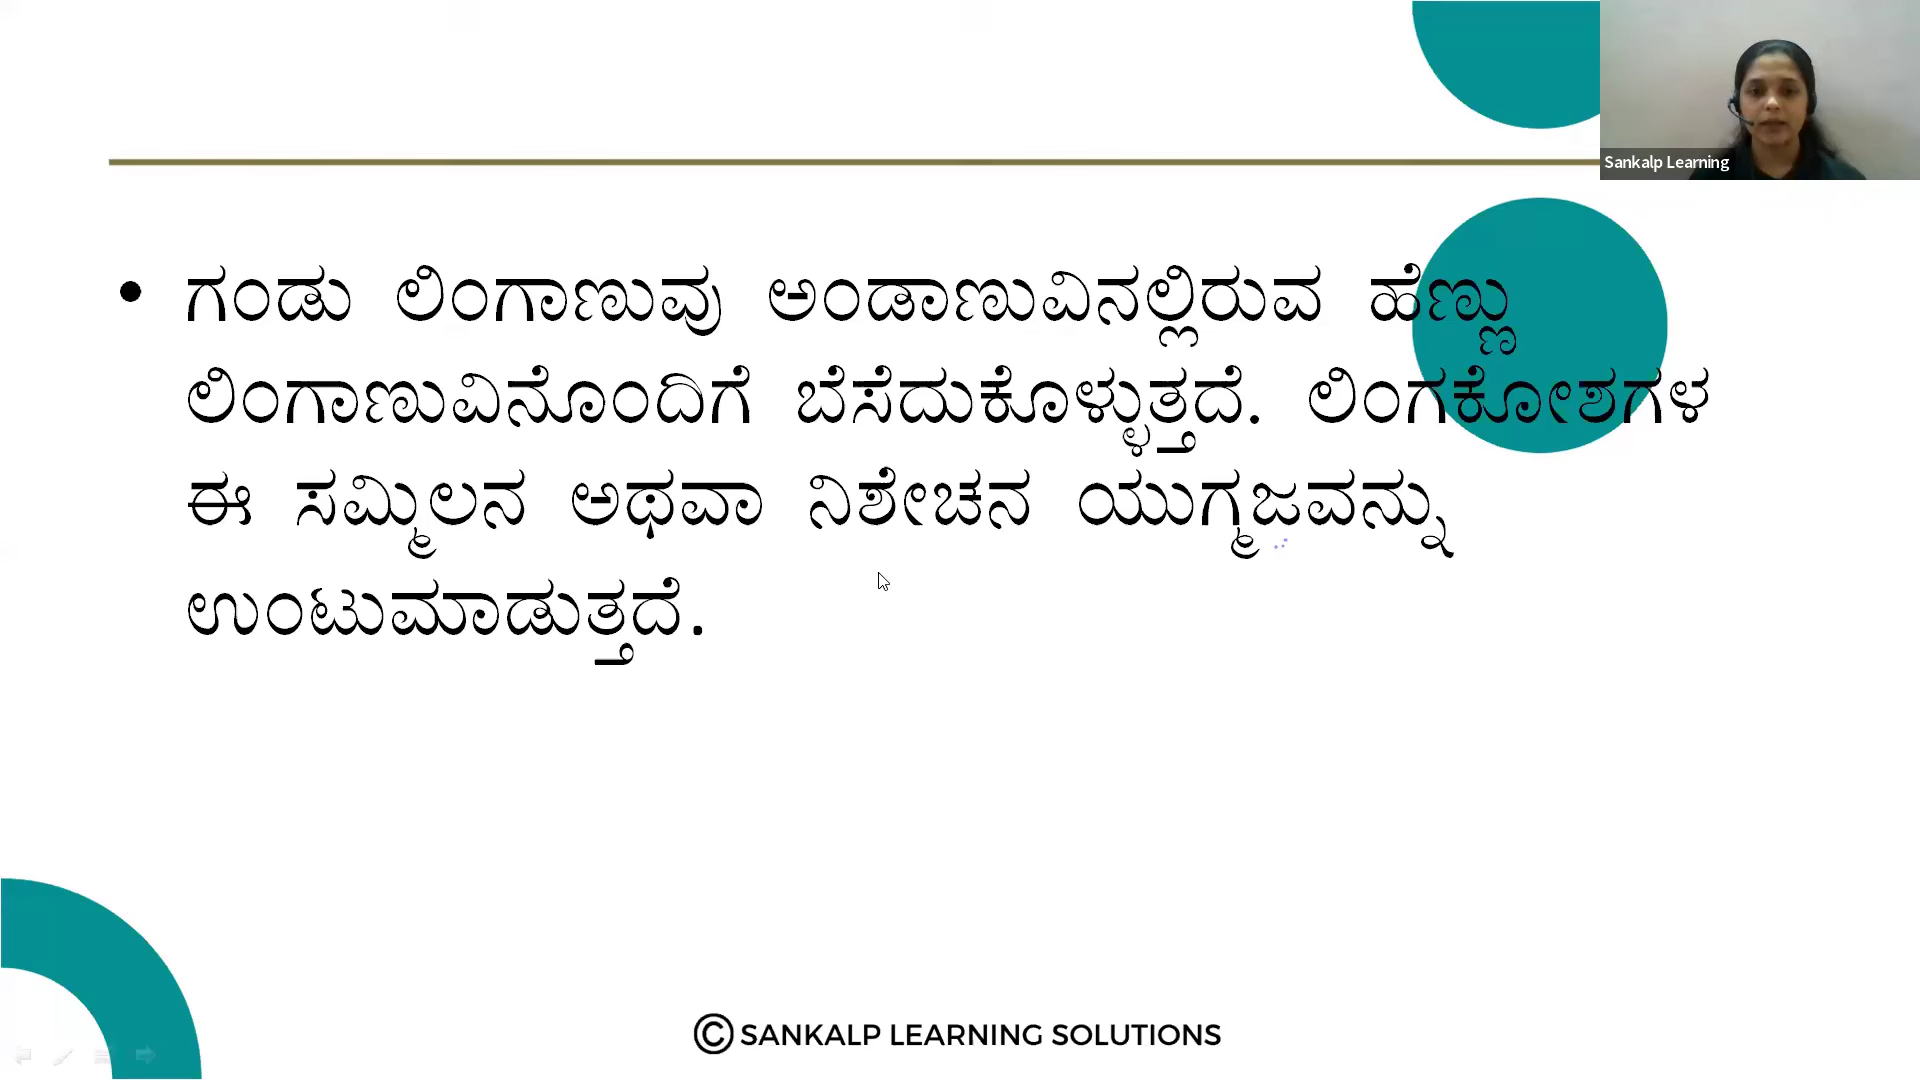 Sankalp Learning
• ಗಂಡು ಲಿಂಗಾಣುವು ಅಂಡಾಣುವಿನಲ್ಲಿರುವ ಹೆಣ್ಣು
ಲಿಂಗಾಣುವಿನೊಂದಿಗೆ ಬೆಸೆದುಕೊಳ್ಳುತ್ತದೆ. ಲಿಂಗಕೋಶಗಳ
ಈ ಸಮ್ಮಿಲನ ಅಥವಾ ನಿಶೇಚನ ಯುಗ್ಮಜವನ್ನು
ಉಂಟುಮಾಡುತ್ತದೆ.
© SANKALP LEARNING SOLUTIONS